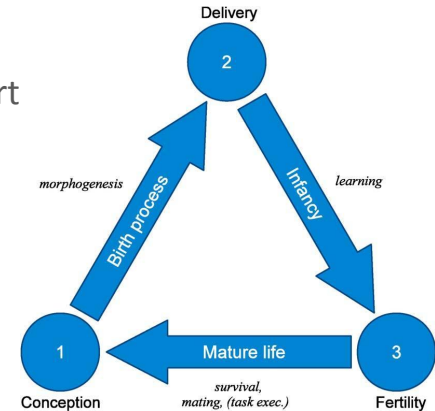 Delivery
2
rt
morphogenesis
Birth process
Infancy
learning
1
Mature life
3
Conception
survival,
mating, (task exec.)
Fertility